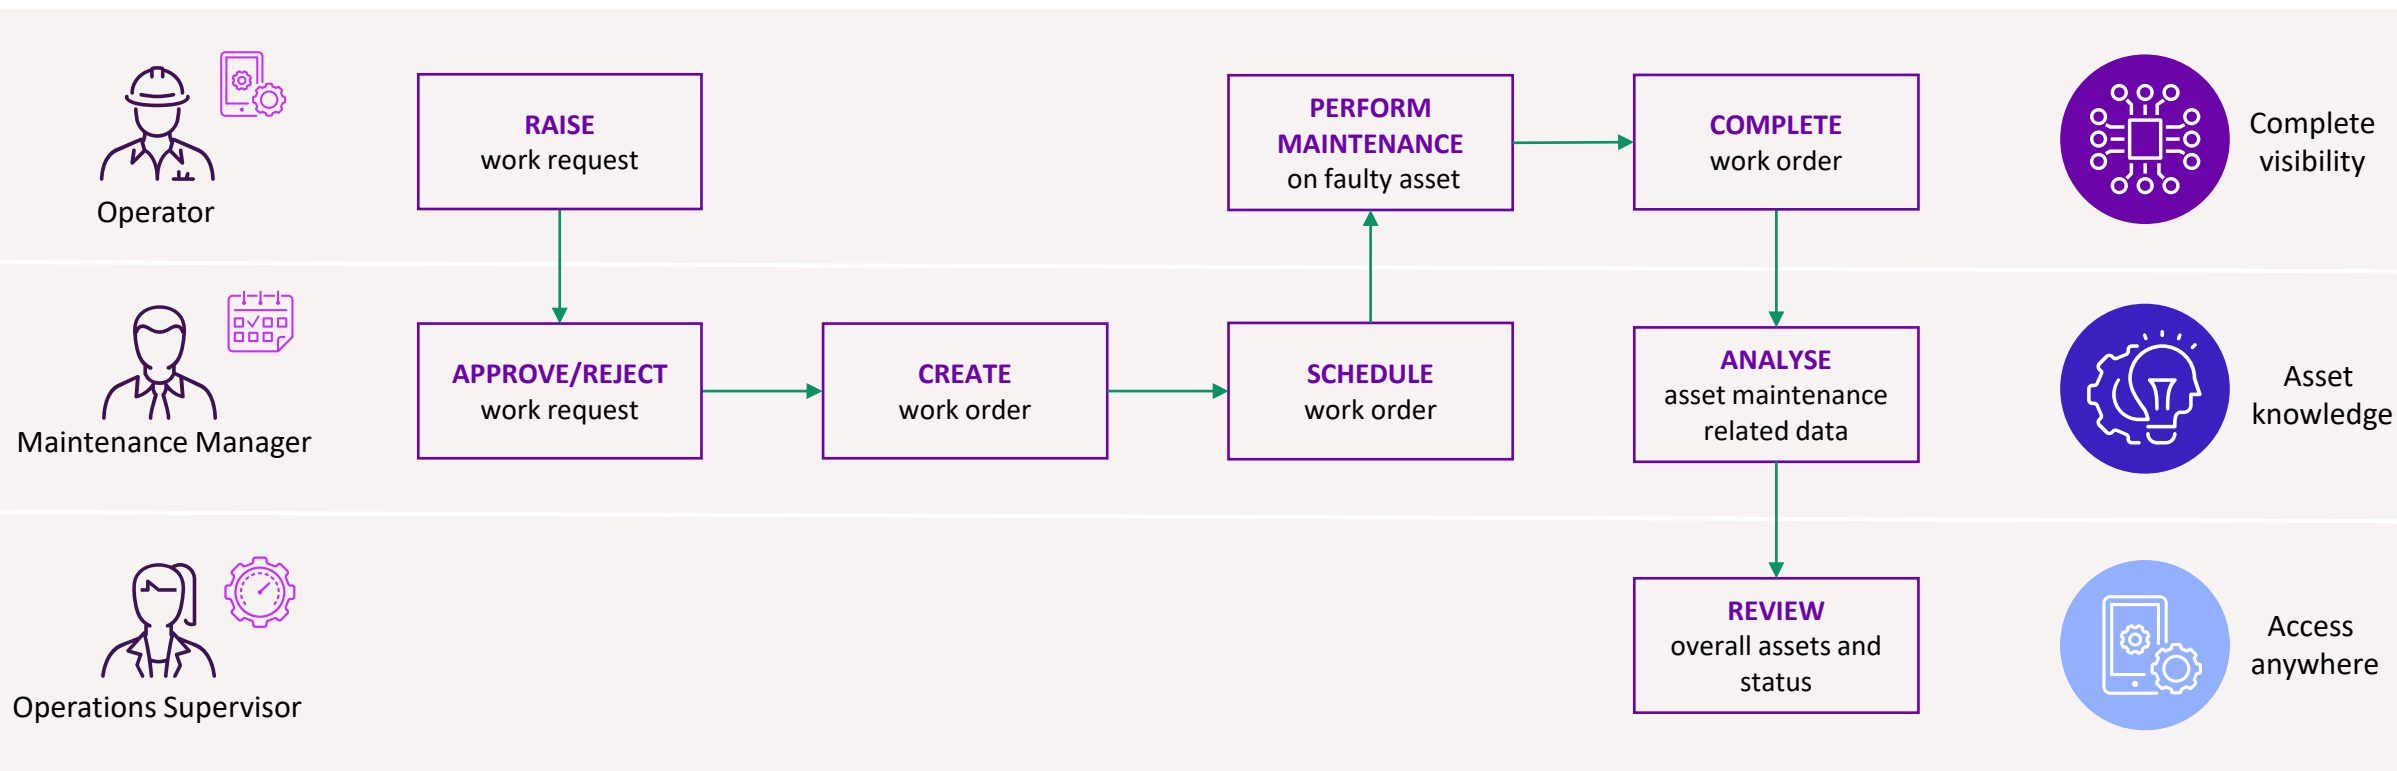 Operator
RAISE
work request
PERFORM
MAINTENANCE
on faulty asset
COMPLETE
work order
Complete
visibility
Maintenance Manager
APPROVE/REJECT
work request
CREATE
work order
SCHEDULE
work order
ANALYSE
asset maintenance
related data
Asset
knowledge
Operations Supervisor
REVIEW
overall assets and
status
Access
anywhere